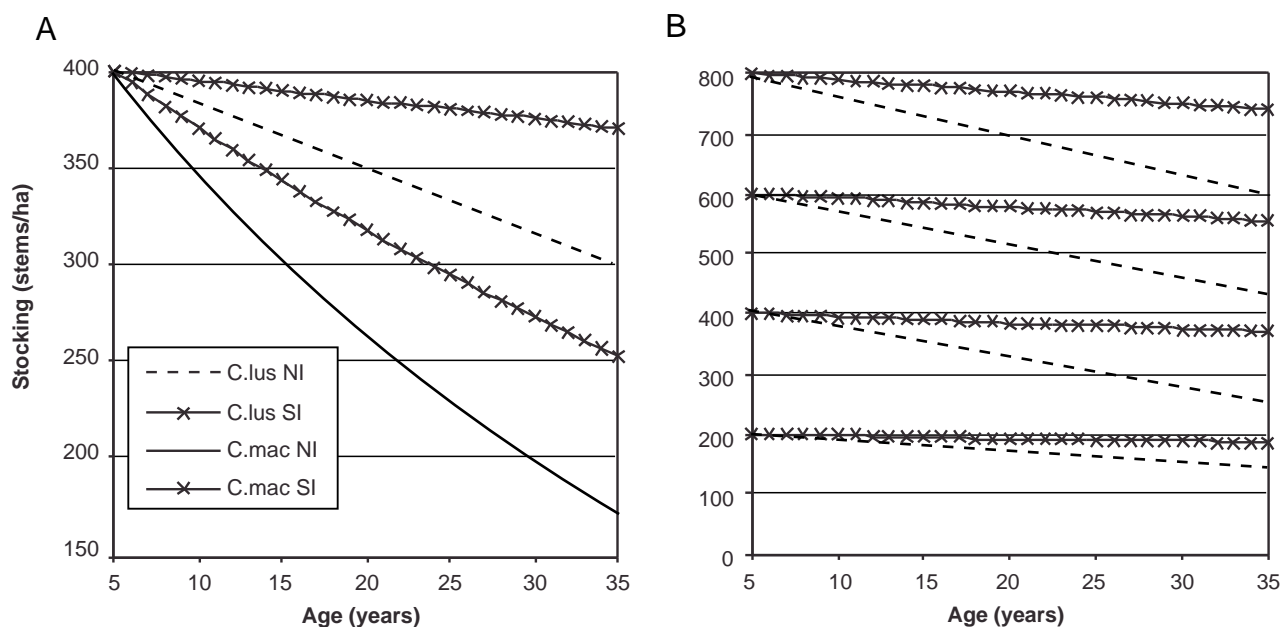 A
Stocking (stems/ha)
400
350
300
250
200
150
C.lus NI
C.lus SI
C.mac NI
C.mac SI
5 10 15 20 25 30 35
Age (years)
B
800
700
600
500
400
300
200
100
0
5 10 15 20 25 30 35
Age (years)